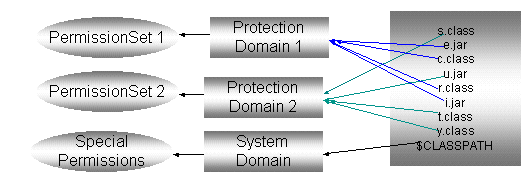 PermissionSet 1
Protection
Domain 1
PermissionSet 2
Protection
Domain 2
Special
Permissions
System
Domain
s.class
e.jar
c.class
u.jar
r.class
i.jar
t.class
y.class
$CLASSPATH